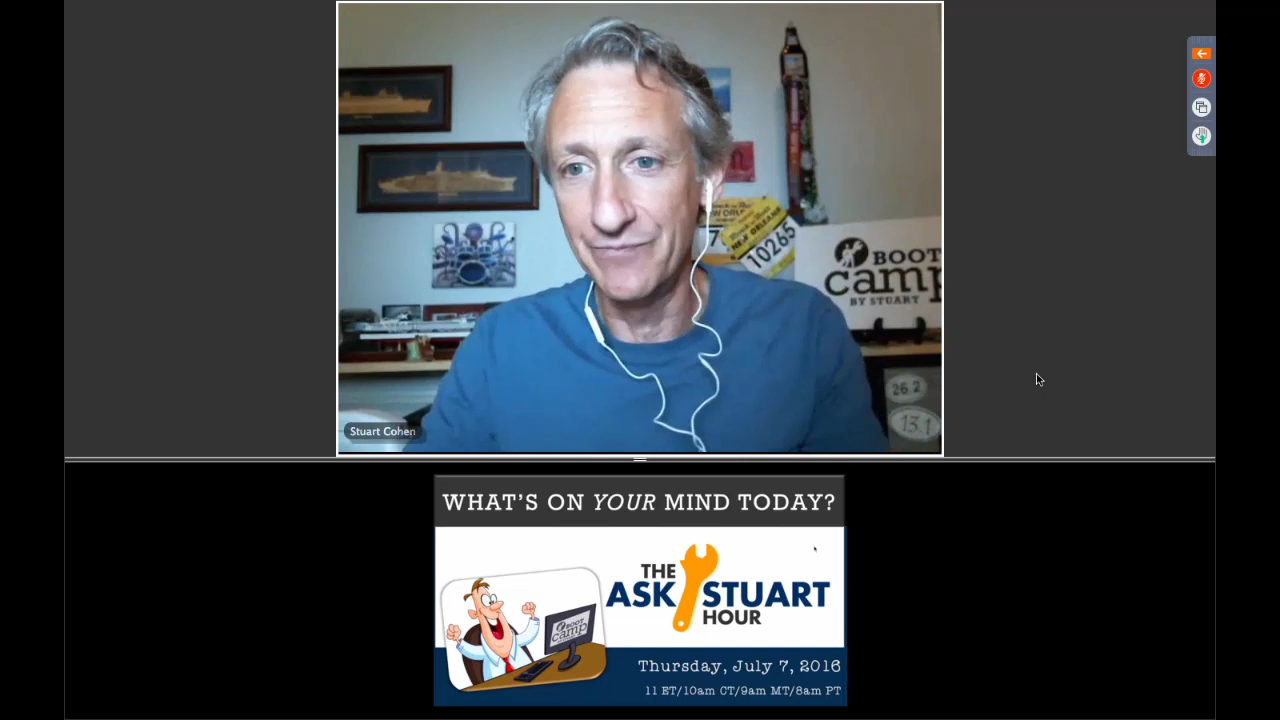 NEW ORLEANS
10265
BOOT
camp
BY STUART
26.2
13.1
Stuart Cohen
WHAT'S ON YOUR MIND TODAY?
THE
ASK STUART
HOUR
BOOT
camp
Thursday, July 7, 2016
11 ET/10am CT/9am MT/8am PT